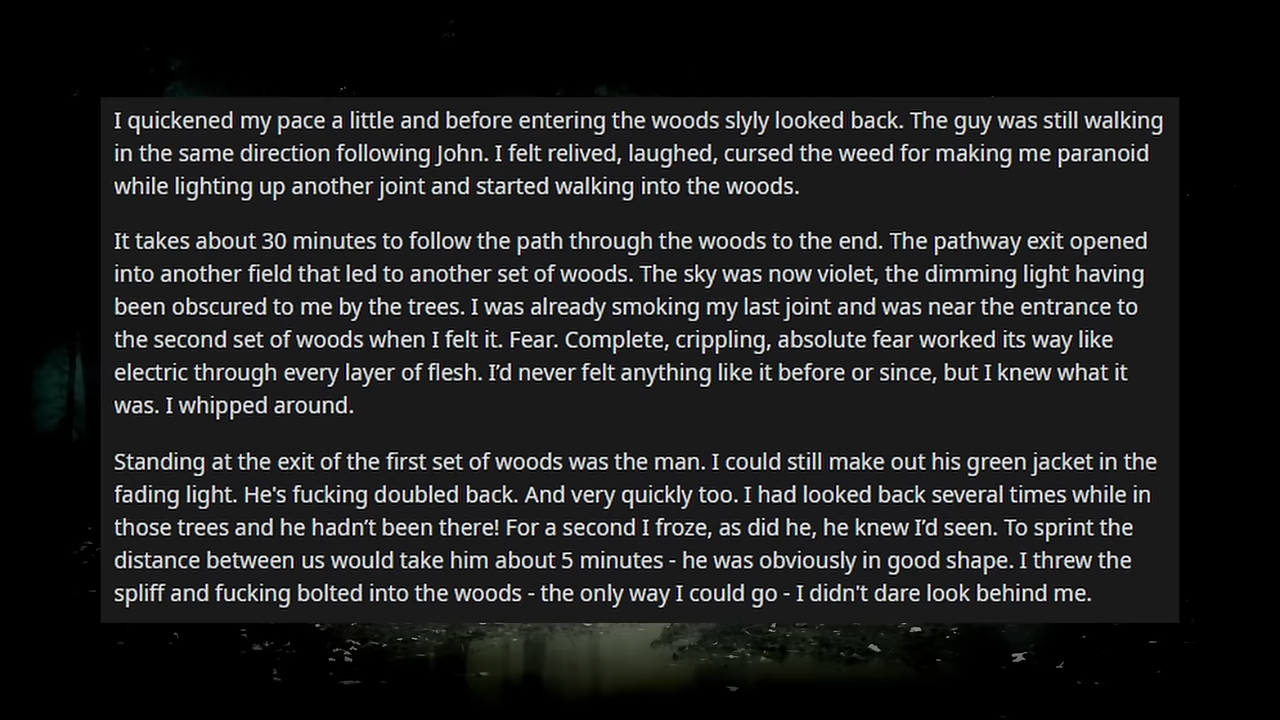 I quickened my pace a little and before entering the woods slyly looked back. The guy was still walking
in the same direction following John. I felt relived, laughed, cursed the weed for making me paranoid
while lighting up another joint and started walking into the woods.
It takes about 30 minutes to follow the path through the woods to the end. The pathway exit opened
into another field that led to another set of woods. The sky was now violet, the dimming light having
been obscured to me by the trees. I was already smoking my last joint and was near the entrance to
the second set of woods when I felt it. Fear. Complete, crippling, absolute fear worked its way like
electric through every layer of flesh. I’d never felt anything like it before or since, but I knew what it
was. I whipped around.
Standing at the exit of the first set of woods was the man. I could still make out his green jacket in the
fading light. He's fucking doubled back. And very quickly too. I had looked back several times while in
those trees and he hadn’t been there! For a second I froze, as did he, he knew I’d seen. To sprint the
distance between us would take him about 5 minutes - he was obviously in good shape. I threw the
spliff and fucking bolted into the woods - the only way I could go - I didn't dare look behind me.